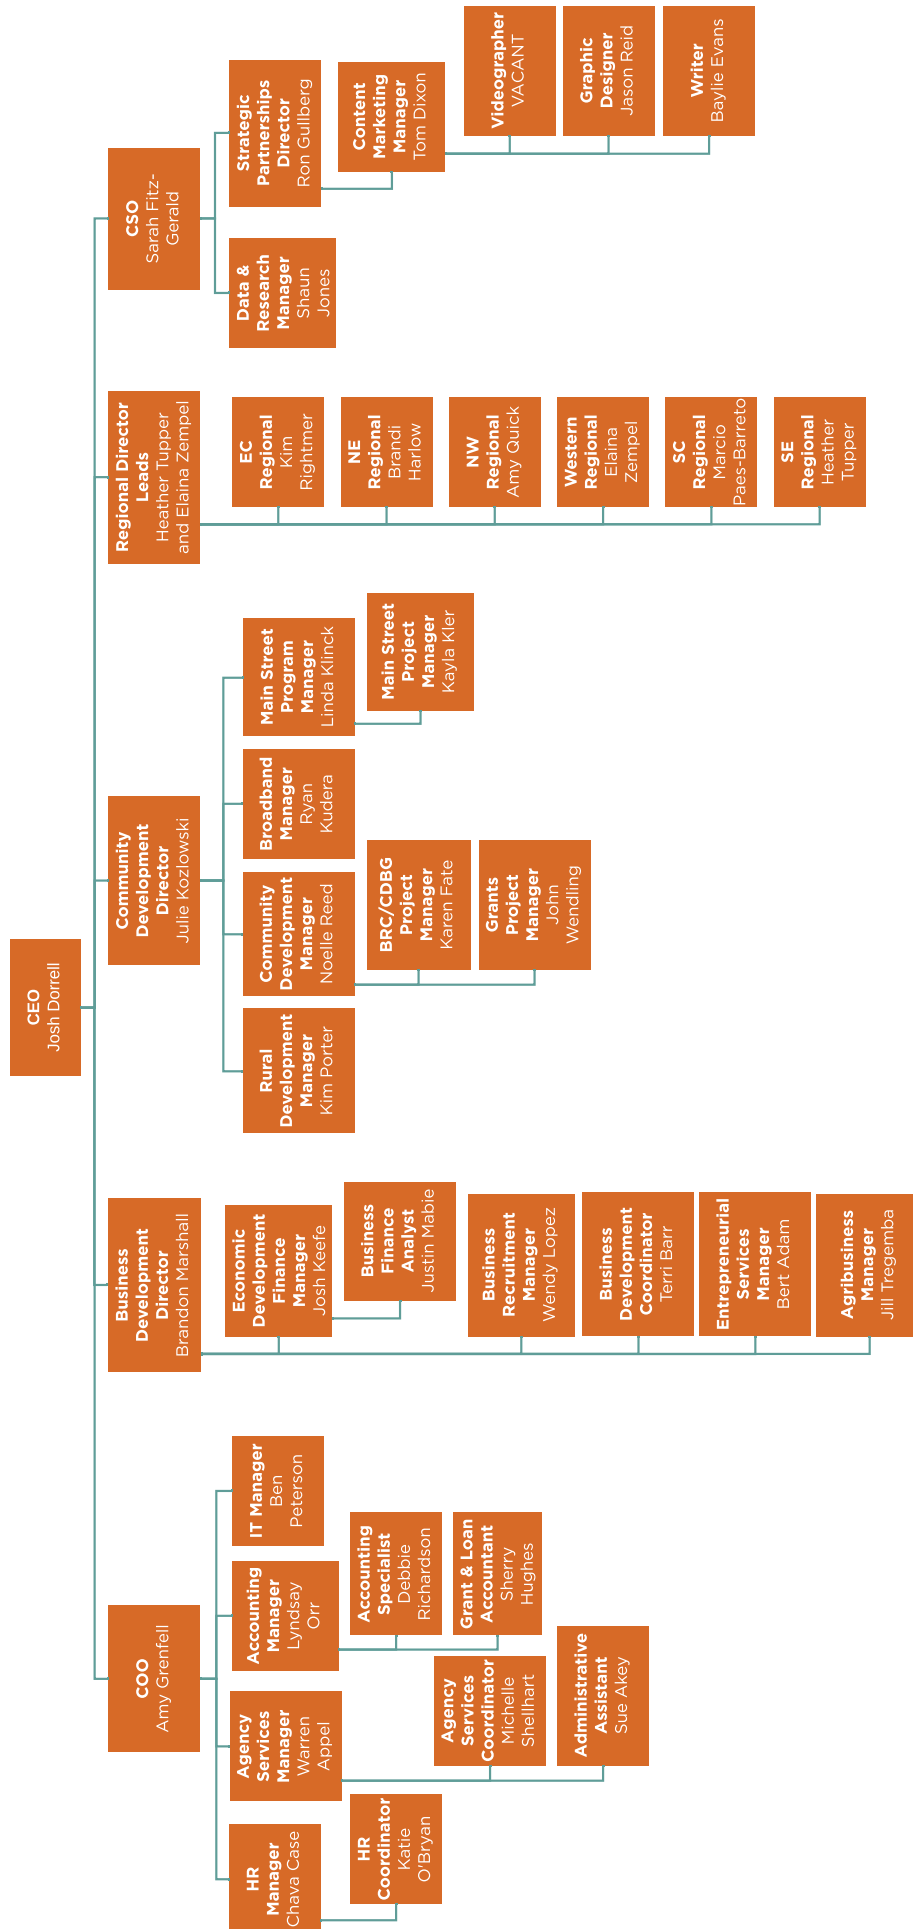 CEO
Josh Dorrell
COO
Amy Grenfell
HR
Manager
Chava Case
HR
Coordinator
Katie
O'Bryan
Agency
Services
Manager
Warren
Appel
Agency
Services
Coordinator
Michelle
Shellhart
Administrative
Assistant
Sue Akey
Accounting
Manager
Lyndsay
Orr
Accounting
Specialist
Debbie
Richardson
Grant & Loan
Accountant
Sherry
Hughes
IT Manager
Ben
Peterson
Business
Development
Director
Brandon Marshall
Economic
Development
Finance
Manager
Josh Keefe
Business
Finance
Analyst
Justin Mabie
Business
Recruitment
Manager
Wendy Lopez
Business
Development
Coordinator
Terri Barr
Entrepreneurial
Services
Manager
Bert Adam
Agribusiness
Manager
Jill Tregemba
Community
Development
Director
Julie Kozlowski
Rural
Development
Manager
Kim Porter
Community
Development
Manager
Noelle Reed
BRC/CDBG
Project
Manager
Karen Fate
Grants
Project
Manager
John
Wendling
Broadband
Manager
Ryan
Kudera
Main Street
Program
Manager
Linda Klinck
Main Street
Project
Manager
Kayla Kler
Regional Director
Leads
Heather Tupper
and Elaina Zempel
EC
Regional
Kim
Rightmer
NE
Regional
Brandi
Harlow
NW
Regional
Amy Quick
Western
Regional
Elaina
Zempel
SC
Regional
Marcio
Paes-Barreto
SE
Regional
Heather
Tupper
CSO
Sarah Fitz-
Gerald
Data &
Research
Manager
Shaun
Jones
Strategic
Partnerships
Director
Ron Gullberg
Content
Marketing
Manager
Tom Dixon
Videographer
VACANT
Graphic
Designer
Jason Reid
Writer
Baylie Evans